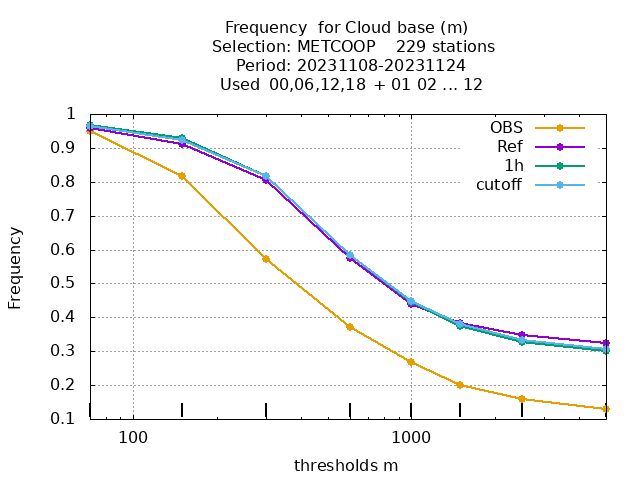 Frequency  for Cloud base (m)
Selection: METCOOP    229 stations
Period: 20231108-20231124
Used  00,06,12,18  + 01 02 ... 12
OBS
Ref
1h
cutoff
Frequency
1
0.9
0.8
0.7
0.6
0.5
0.4
0.3
0.2
0.1
100
1000
thresholds m